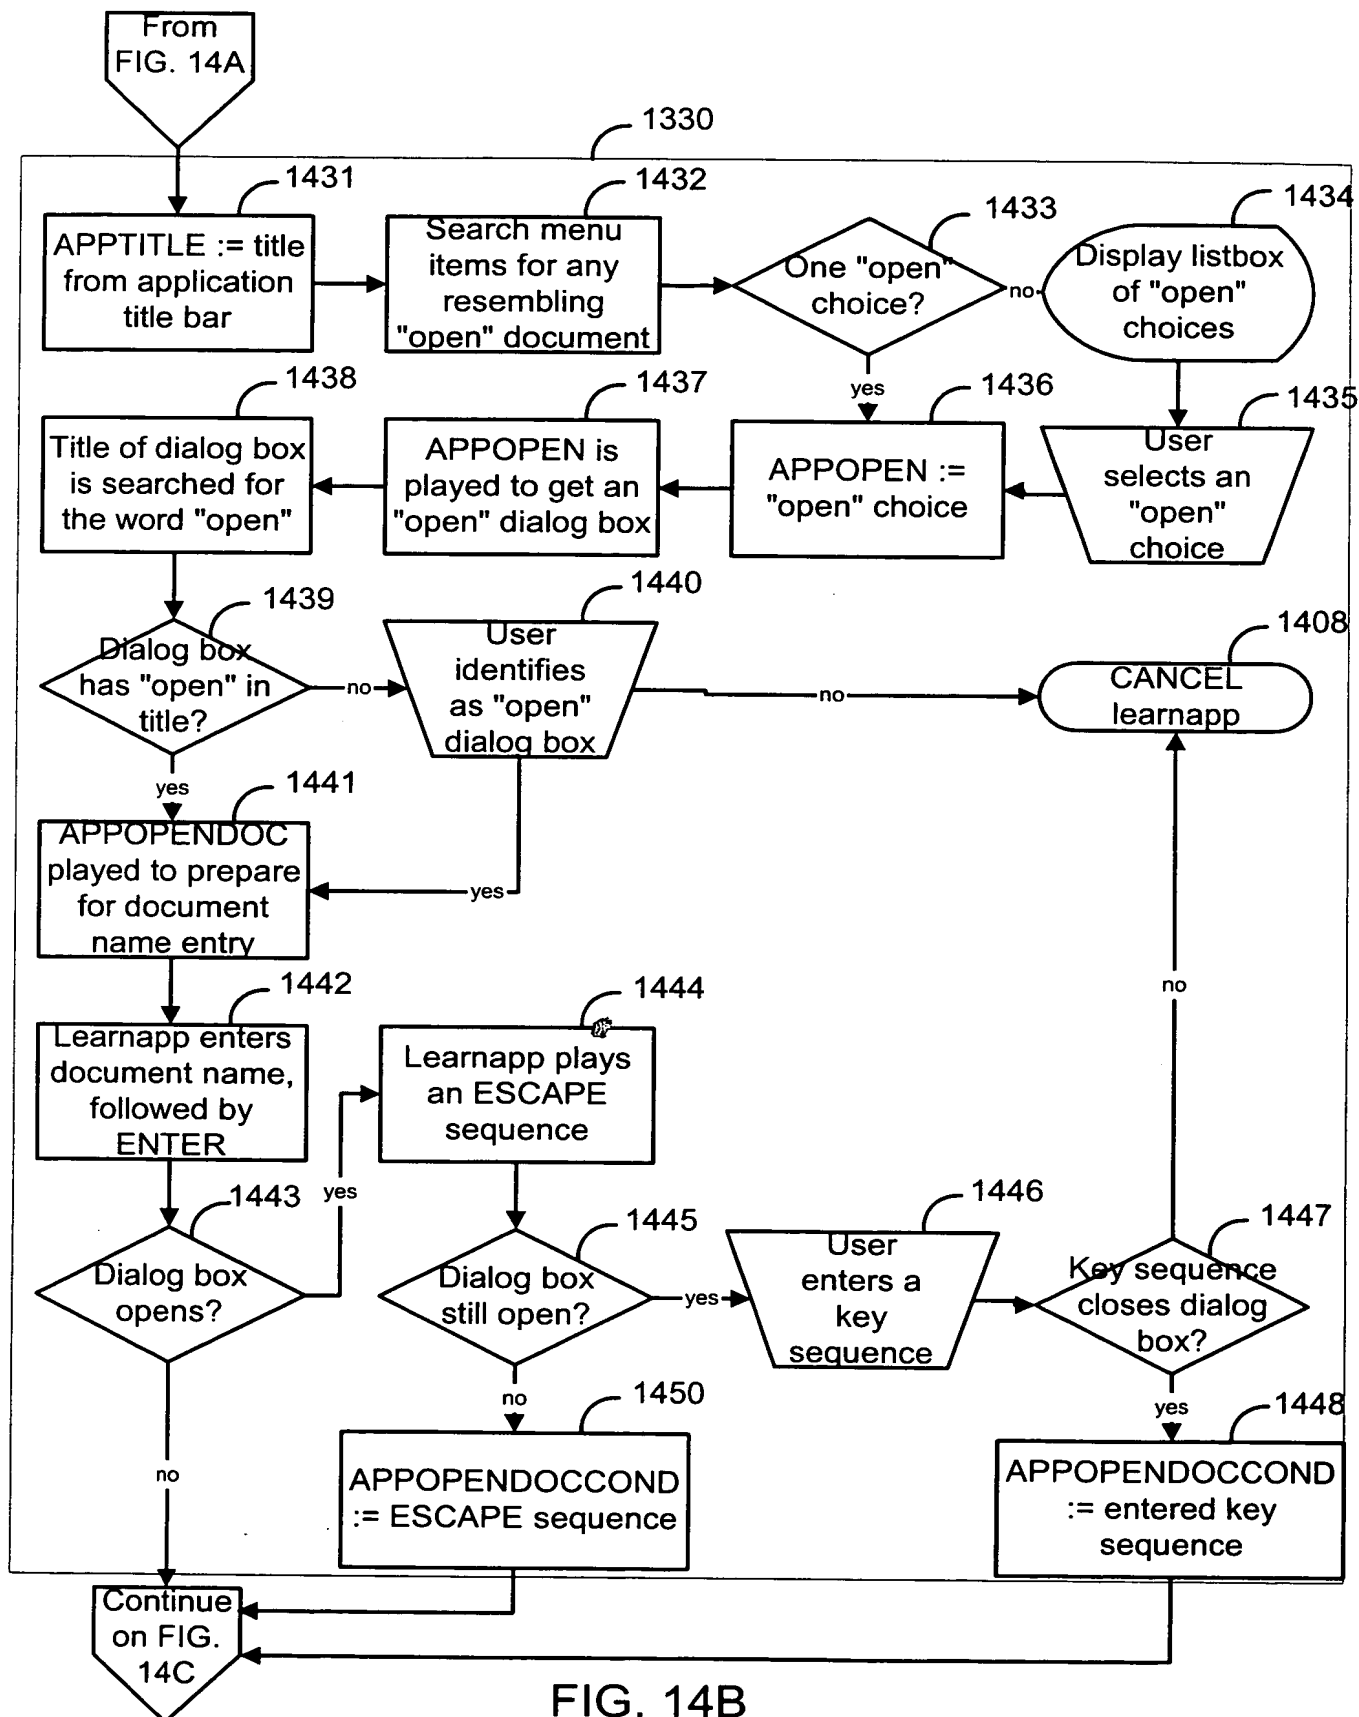 From
FIG. 14A
1330
1431
APPTITLE := title
from application
title bar
1432
Search menu
items for any
resembling
"open" document
1433
One "open"
choice?
no
yes
1434
Display listbox
of "open"
choices
1435
User
selects an
"open"
choice
1436
APPOPEN :=
"open" choice
1437
APPOPEN is
played to get an
"open" dialog box
1438
Title of dialog box
is searched for
the word "open"
1439
Dialog box
has "open" in
title?
no
yes
1440
User
identifies
as "open"
dialog box
no
yes
1408
CANCEL
learnapp
1441
APPOPENDOC
played to prepare
for document
name entry
1442
Learnapp enters
document name,
followed by
ENTER
1443
Dialog box
opens?
yes
no
1444
Learnapp plays
an ESCAPE
sequence
1445
Dialog box
still open?
yes
no
1446
User
enters a
key
sequence
1447
Key sequence
closes dialog
box?
no
yes
1450
APPOPENDOCCOND
:= ESCAPE sequence
1448
APPOPENDOCCOND
:= entered key
sequence
Continue
on FIG.
14C
FIG. 14B